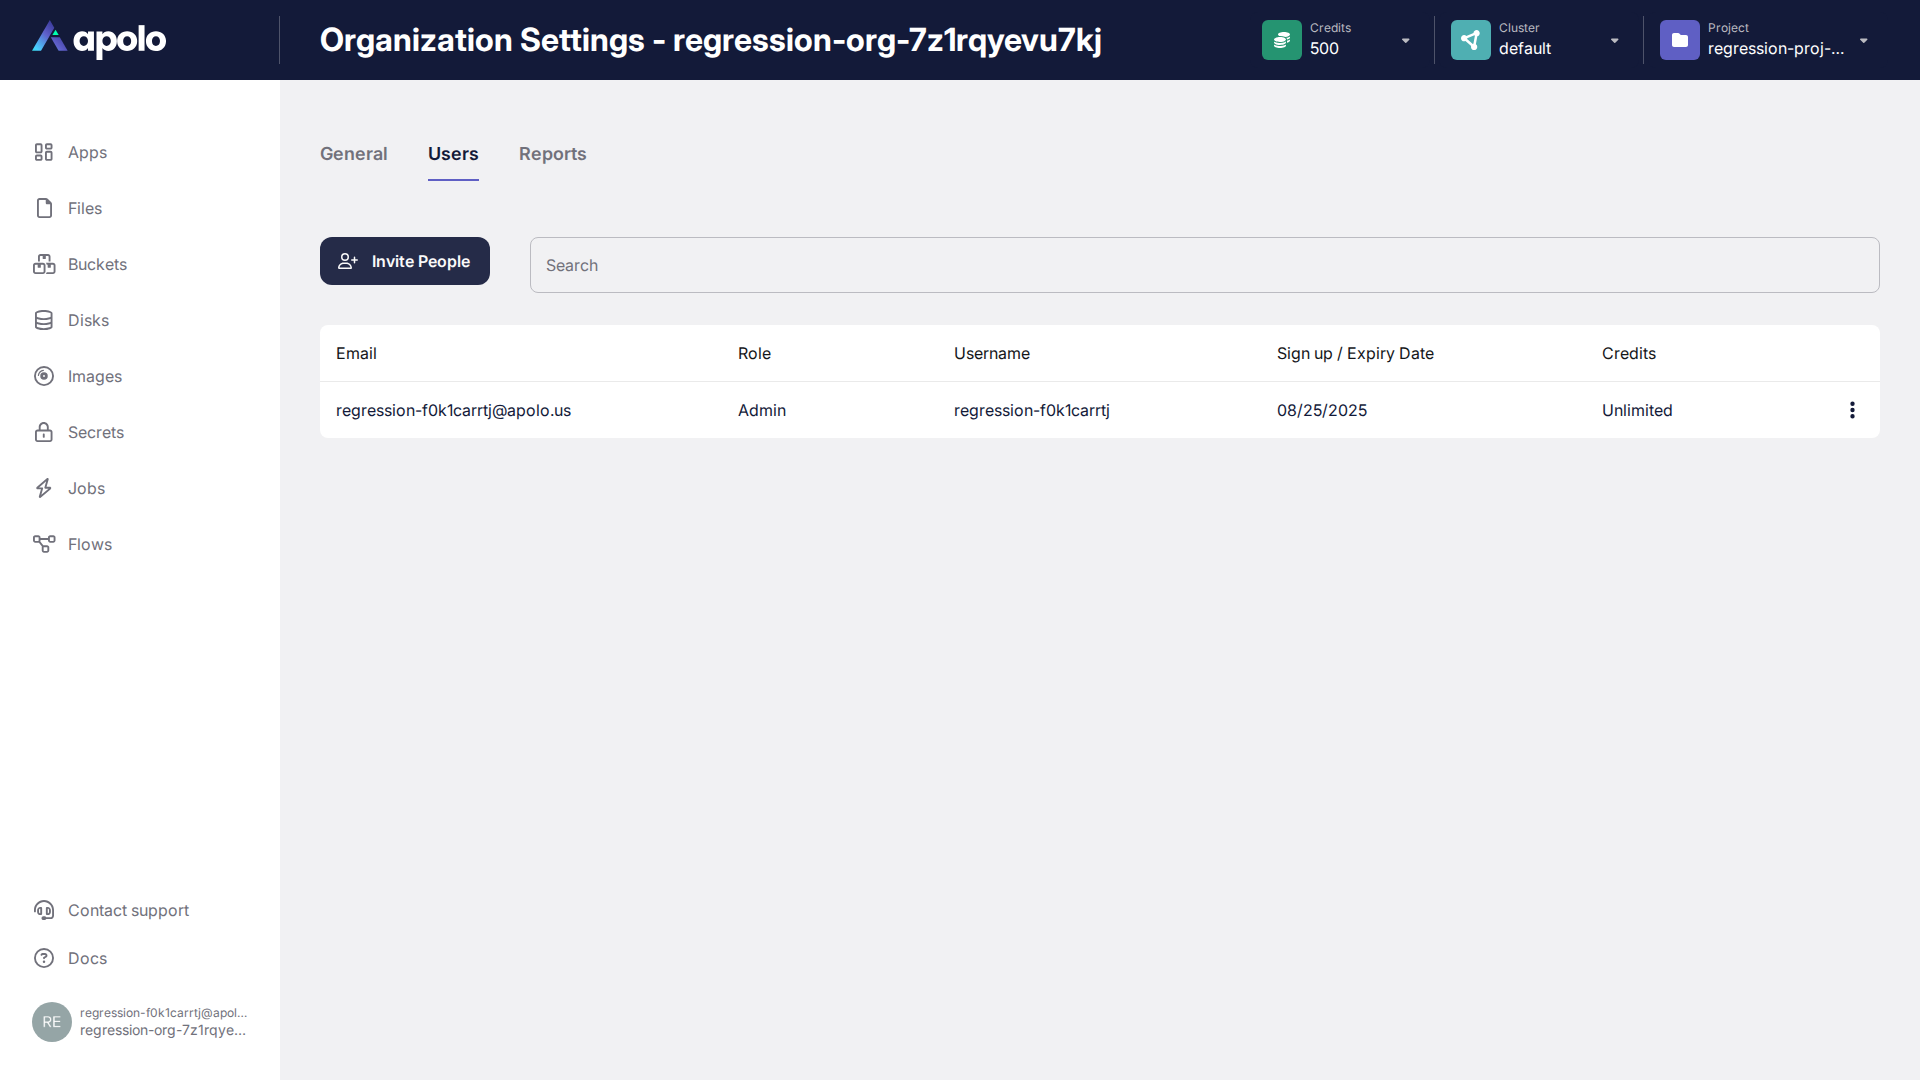 apolo
Organization Settings - regression-org-7z1rqyevu7kj
Credits
500
Cluster
default
Project
regression-proj-...
Apps
Files
Buckets
Disks
Images
Secrets
Jobs
Flows
General Users Reports
Invite People
Search
Email Role Username Sign up / Expiry Date Credits
regression-f0k1carrtj@apolo.us Admin regression-f0k1carrtj 08/25/2025 Unlimited
Contact support
Docs
RE
regression-f0k1carrtj@apol...
regression-org-7z1rqye...